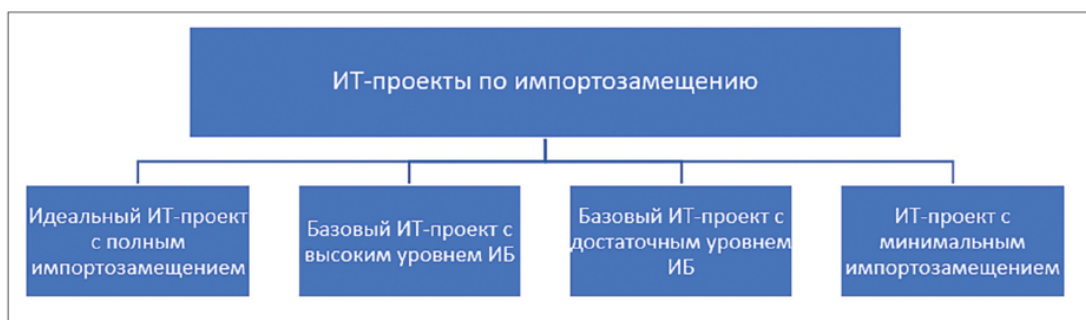 ИТ-проекты по импортозамещению
Идеальный ИТ-проект
с полным
импортозамещением
Базовый ИТ-проект с
высоким уровнем ИБ
Базовый ИТ-проект с
достаточным уровнем
ИБ
ИТ-проект с
минимальным
импортозамещением